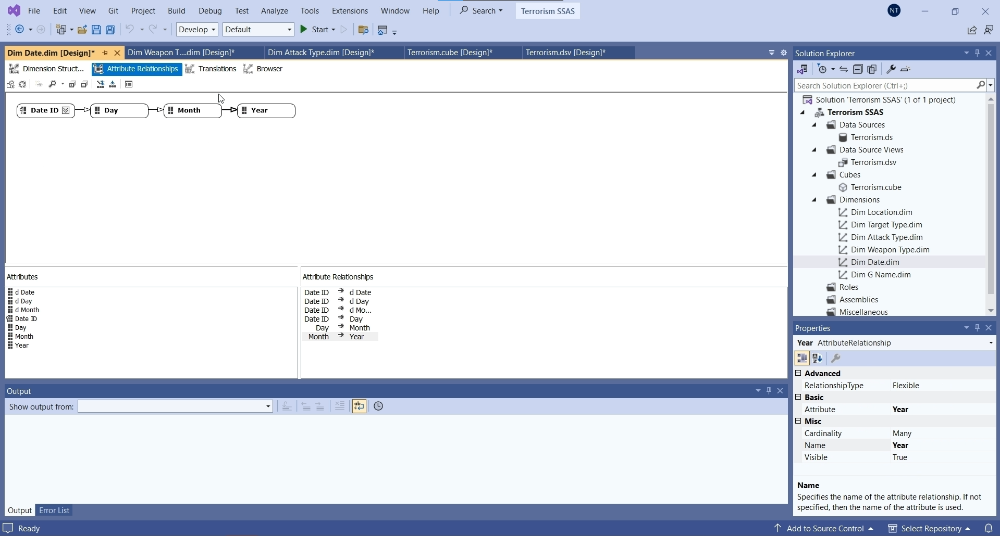 File Edit View Git Project Build Debug Test Analyze Tools Extensions Window Help Search Terrorism SSAS NT
Develop Default Start
Dim Date.dim [Design]* Dim Weapon T....dim [Design]* Dim Attack Type.dim [Design]* Terrorism.cube [Design]* Terrorism.dsv [Design]*
Dimension Struct... Attribute Relationships Translations Browser
Date ID Day Month Year
Attributes
d Date
d Day
d Month
Date ID
Day
Month
Year
Attribute Relationships
Date ID → d Date
Date ID → d Day
Date ID → d Mo...
Date ID → Day
Day → Month
Month → Year
Output
Show output from:
Output Error List
Solution Explorer
Search Solution Explorer (Ctrl+;)
Solution 'Terrorism SSAS' (1 of 1 project)
Terrorism SSAS
Data Sources
Terrorism.ds
Data Source Views
Terrorism.dsv
Cubes
Terrorism.cube
Dimensions
Dim Location.dim
Dim Target Type.dim
Dim Attack Type.dim
Dim Weapon Type.dim
Dim Date.dim
Dim G Name.dim
Roles
Assemblies
Miscellaneous
Properties
Year AttributeRelationship
Advanced
RelationshipType Flexible
Basic
Attribute Year
Misc
Cardinality Many
Name Year
Visible True
Name
Specifies the name of the attribute relationship. If not
specified, then the name of the attribute is used.
Ready Add to Source Control Select Repository